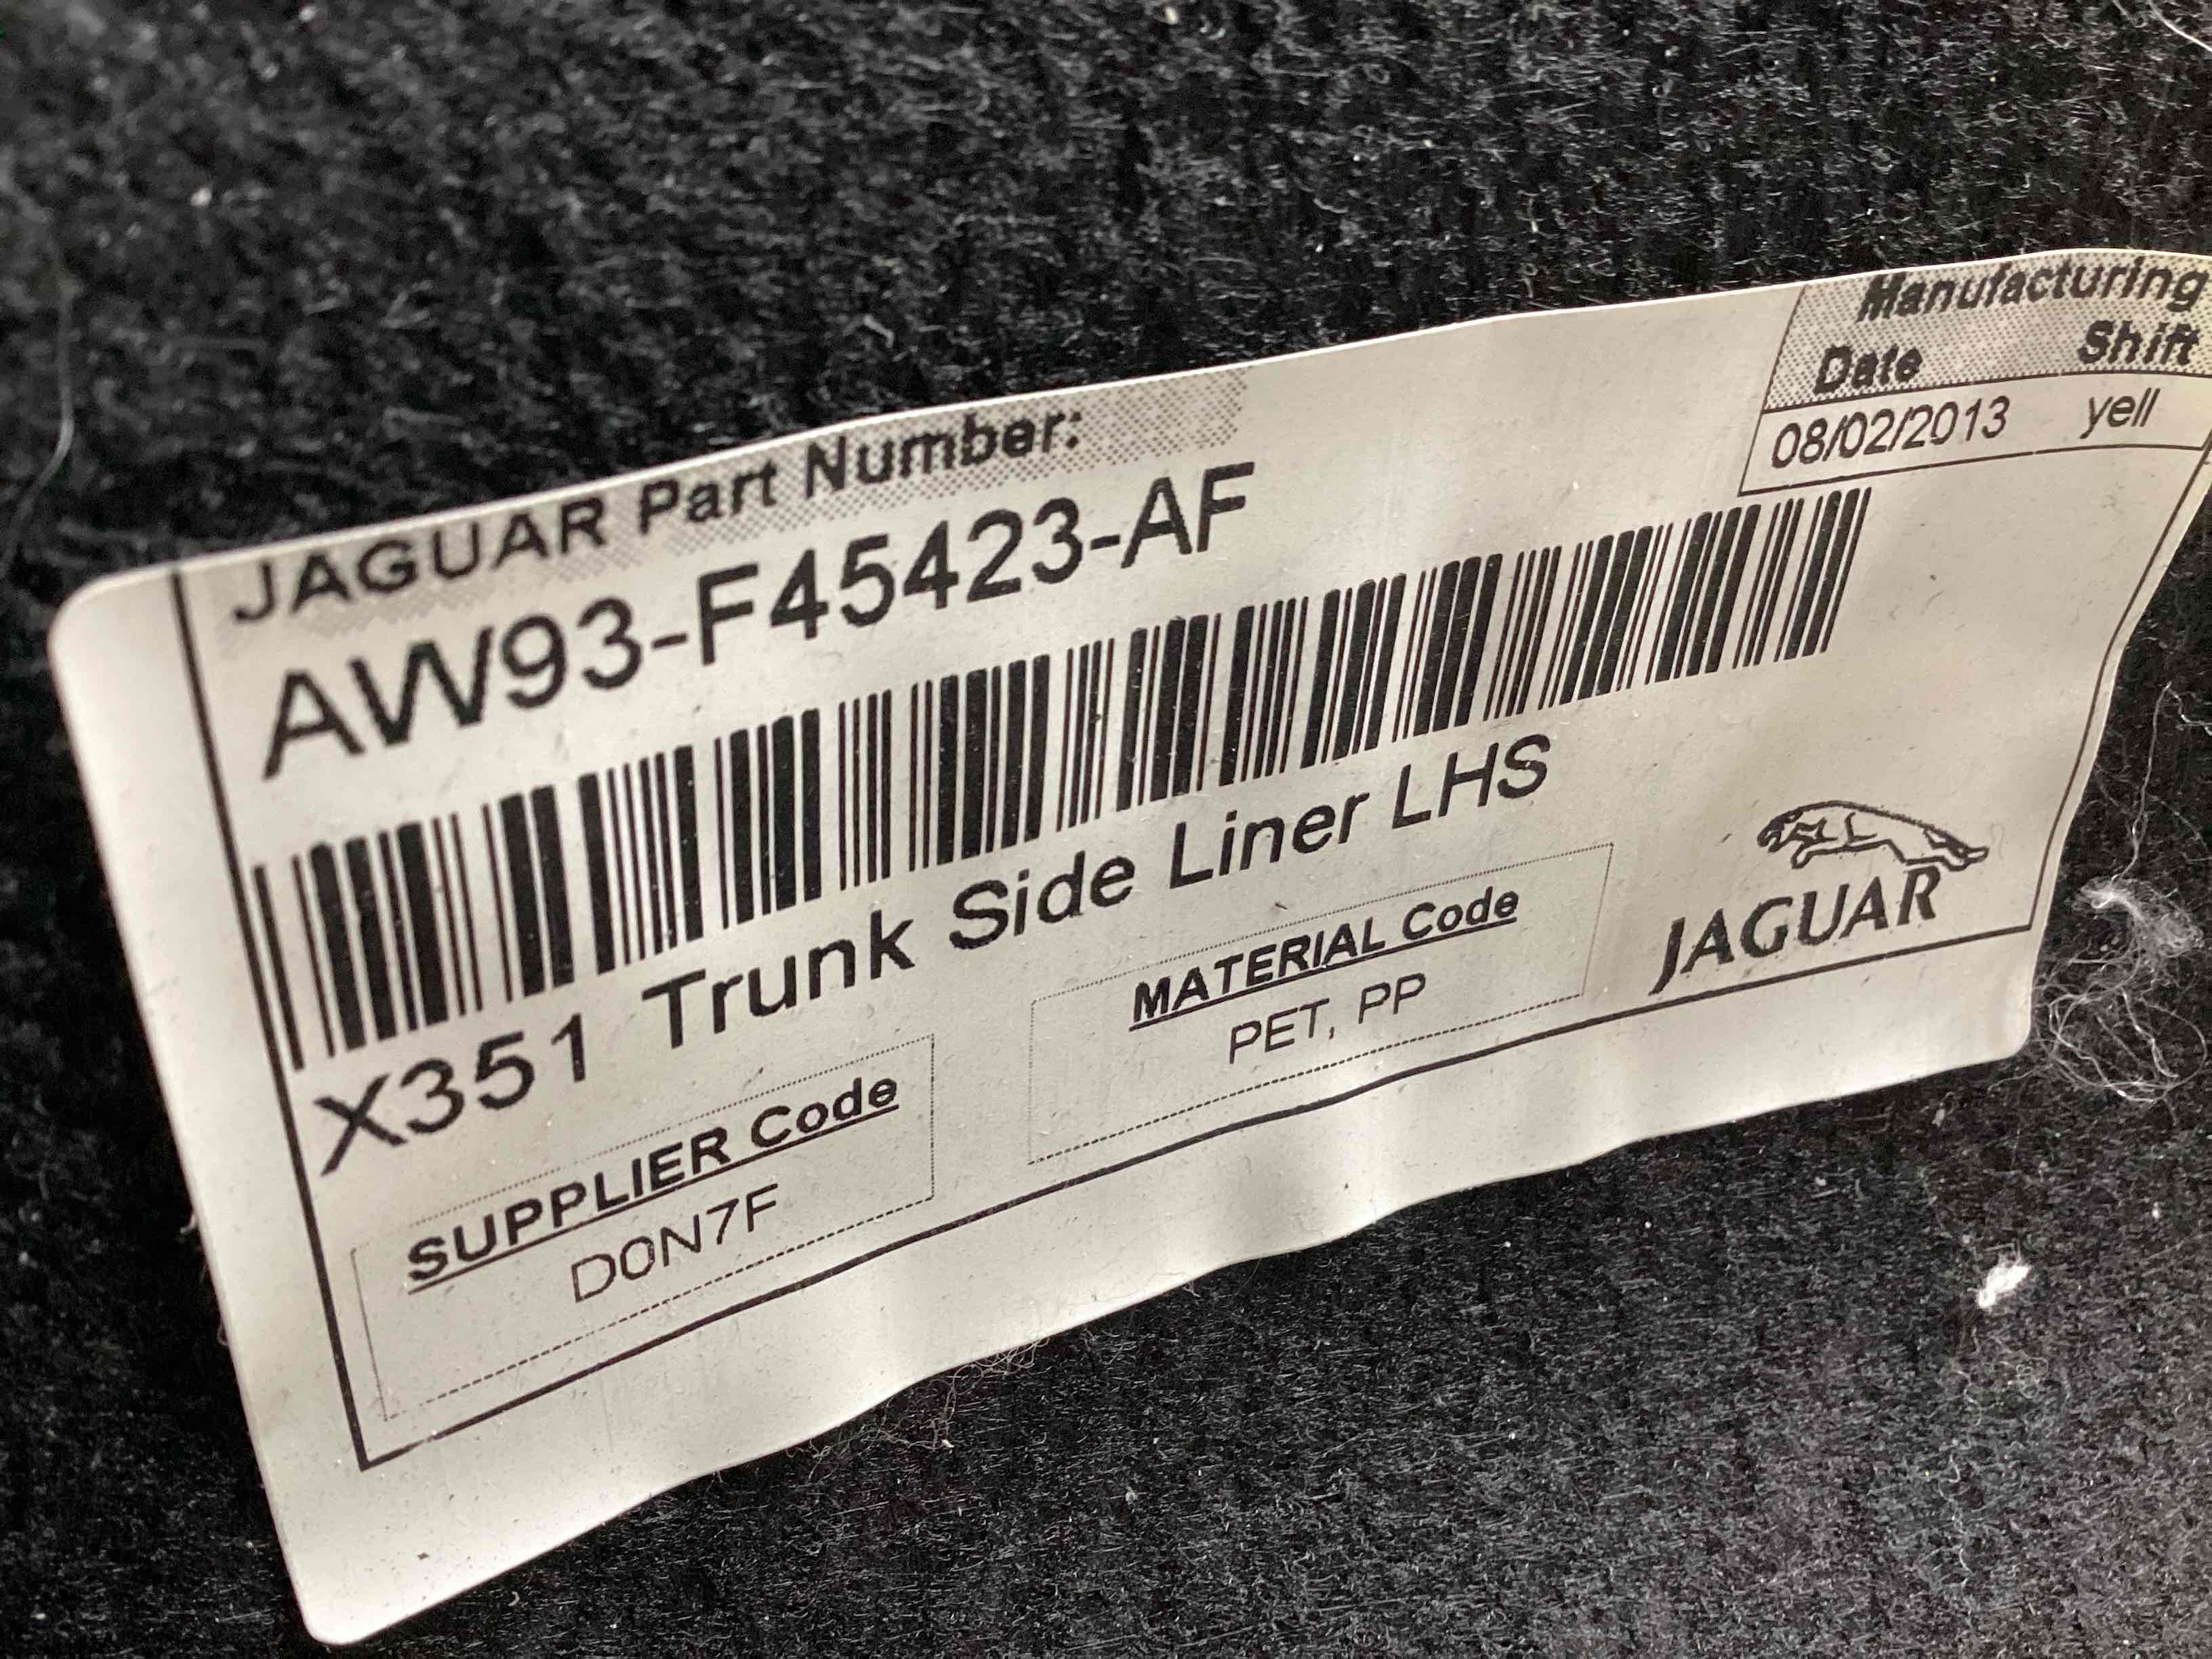 Manufacturing
Date Shift
08/02/2013 yell
JAGUAR Part Number:
AW93-F45423-AF
X351 Trunk Side Liner LHS
SUPPLIER Code
D0N7F
MATERIAL Code
PET, PP
JAGUAR